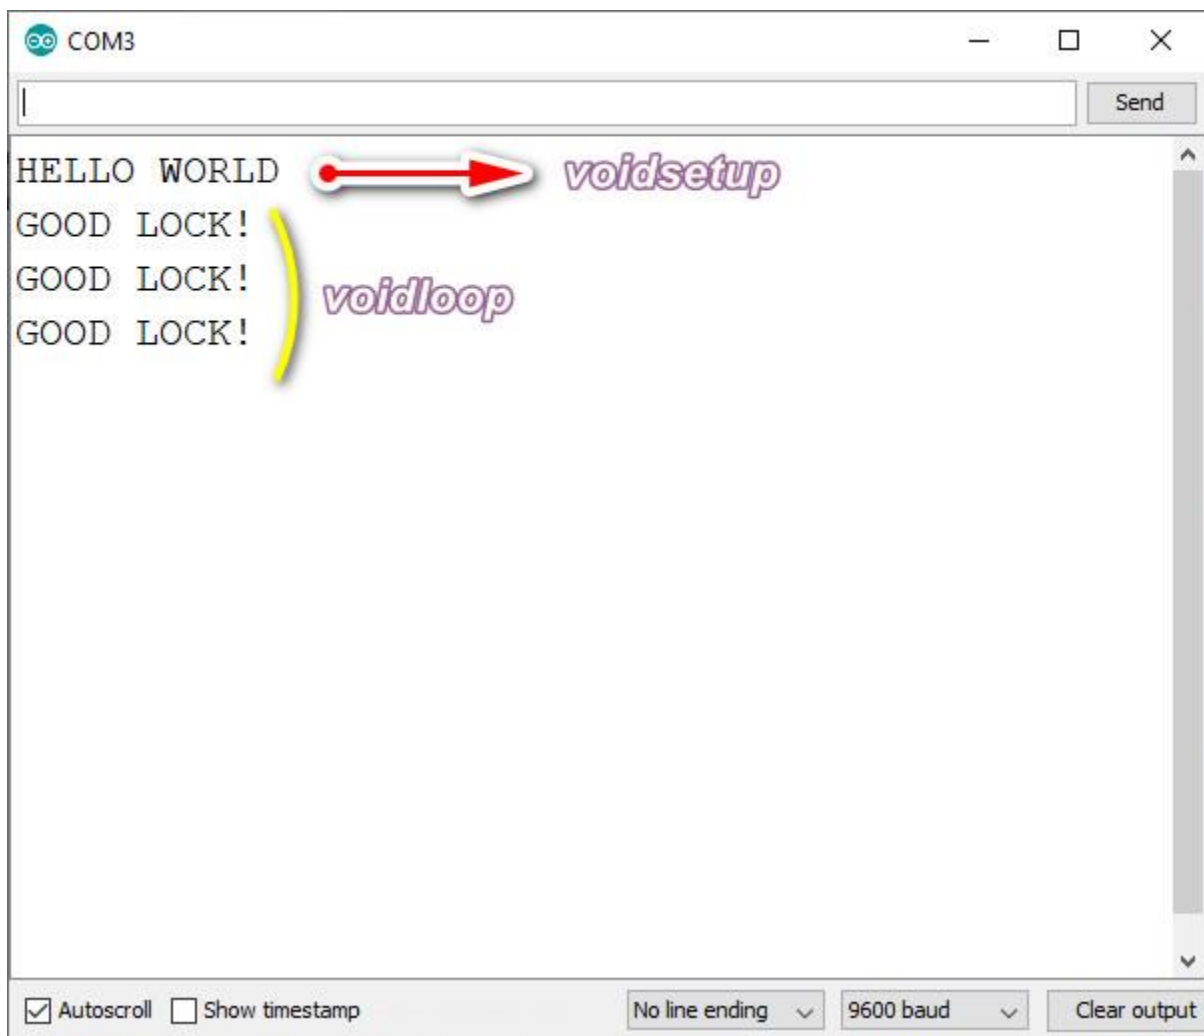 COM3
Send
HELLO WORLD voidsetup
GOOD LOCK!
GOOD LOCK! voidloop
GOOD LOCK!
Autoscroll Show timestamp No line ending 9600 baud Clear output